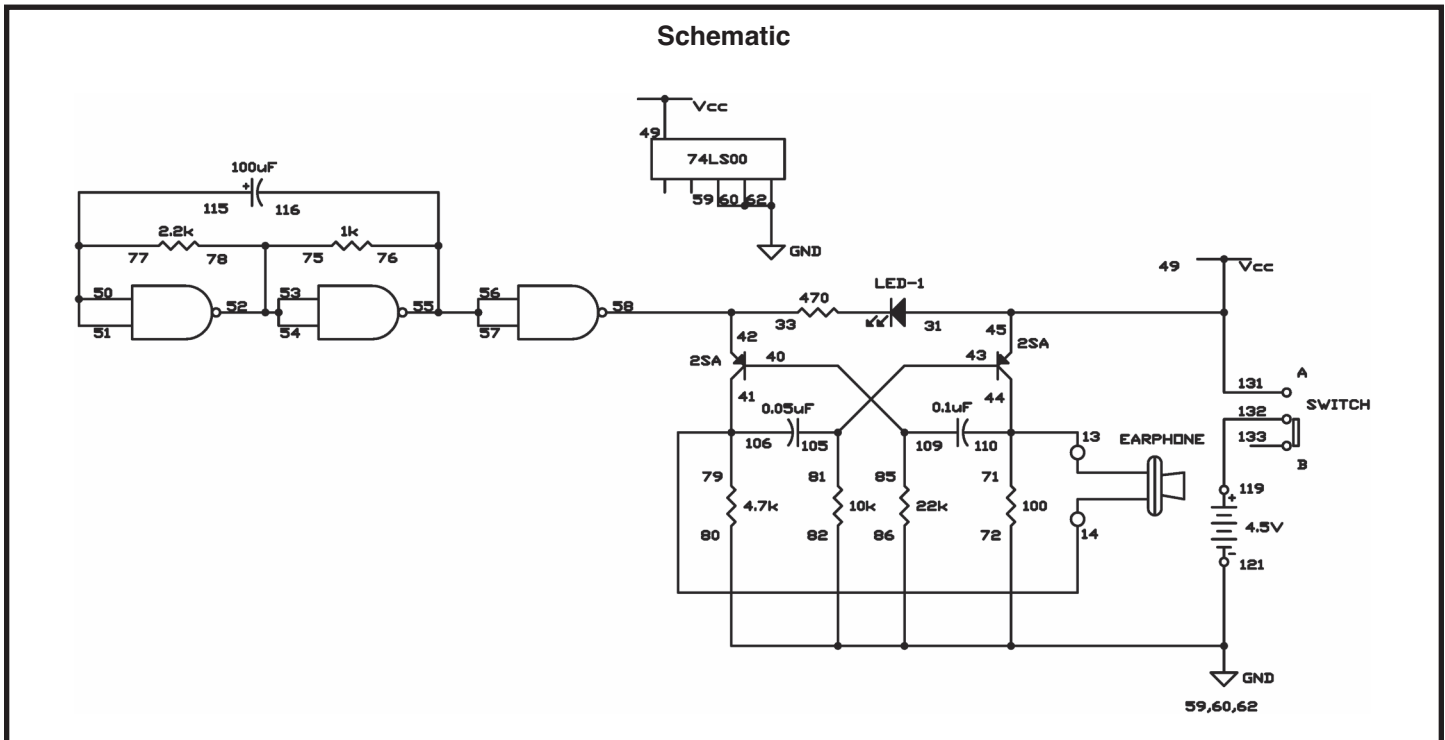 Schematic
Vcc
49
74LS00
100uF
+
115 116
59 60 62
2.2k 1k
77 78 75 76
GND
49 Vcc
50 52 53 55 56 58
51 54 57
470 LED-1
33 31
42 45
2SA 40 43 2SA
41 44
A
131
SWITCH
132
133
B
0.05uF 0.1uF
106 105 109 110
13 EARPHONE
79 81 85 71
4.7k 10k 22k 100
80 82 86 72
14
119
+
4.5V
-
121
GND
59,60,62